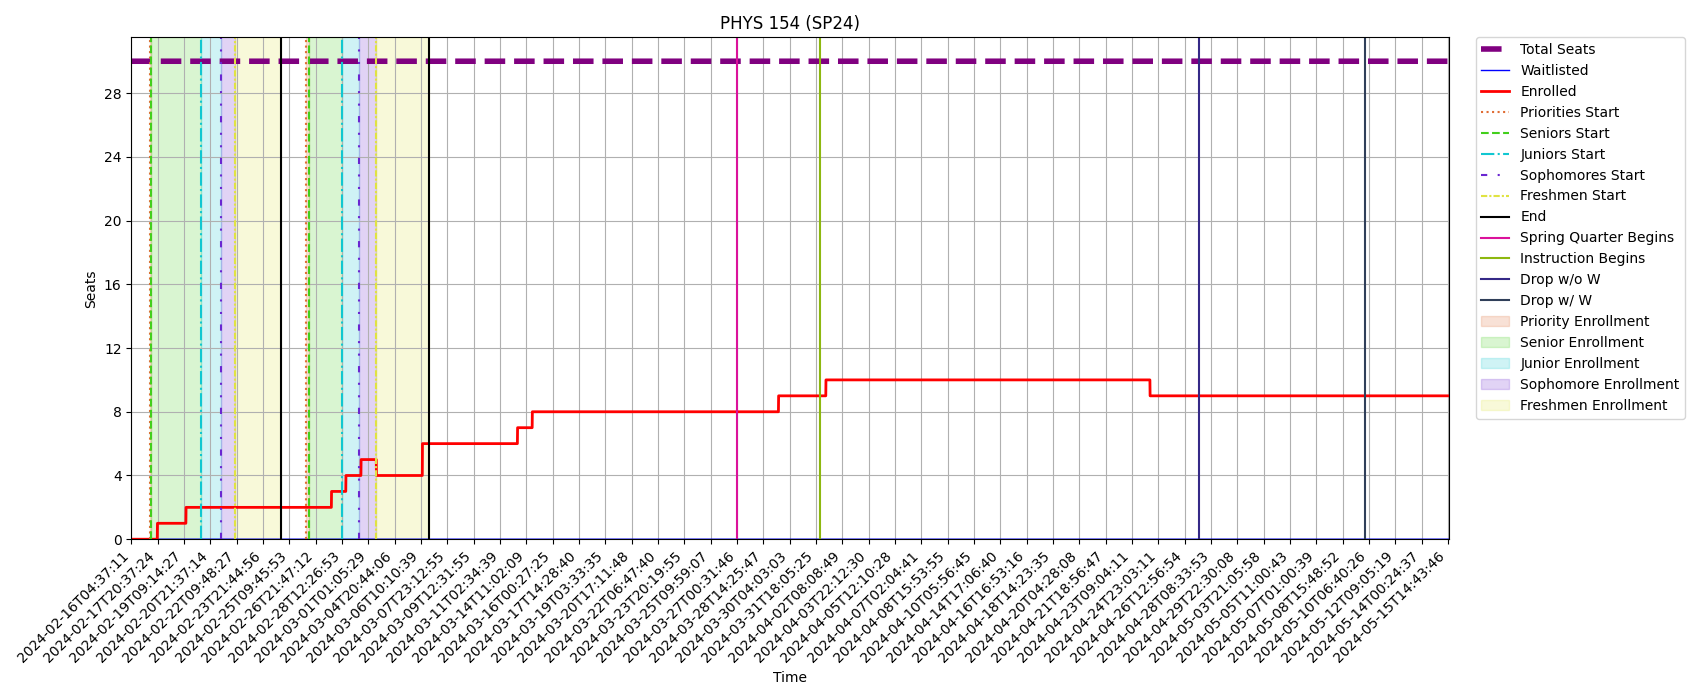 PHYS 154 (SP24)
Seats
28
24
20
16
12
8
4
0
2024-02-16T04:37:11
2024-02-17T20:37:24
2024-02-19T09:14:27
2024-02-20T21:37:14
2024-02-22T09:48:27
2024-02-23T21:44:56
2024-02-25T09:45:53
2024-02-26T21:47:12
2024-02-28T12:26:53
2024-03-01T01:05:29
2024-03-04T20:44:06
2024-03-06T10:10:39
2024-03-07T23:12:55
2024-03-09T12:31:55
2024-03-11T02:34:39
2024-03-14T11:02:09
2024-03-16T00:27:25
2024-03-17T14:28:40
2024-03-19T03:33:35
2024-03-20T17:11:48
2024-03-22T06:47:40
2024-03-23T20:19:55
2024-03-25T09:59:07
2024-03-27T00:31:46
2024-03-28T14:25:47
2024-03-30T04:03:03
2024-03-31T18:05:25
2024-04-02T08:08:49
2024-04-03T22:12:30
2024-04-05T12:10:28
2024-04-07T02:04:41
2024-04-08T15:53:55
2024-04-10T05:56:45
2024-04-14T17:06:40
2024-04-16T16:53:16
2024-04-18T14:23:35
2024-04-20T04:28:08
2024-04-21T18:56:47
2024-04-23T09:04:11
2024-04-24T23:03:11
2024-04-26T12:56:54
2024-04-28T08:33:53
2024-04-29T22:30:08
2024-05-03T21:05:58
2024-05-05T11:00:43
2024-05-07T01:00:39
2024-05-08T15:48:52
2024-05-10T06:40:26
2024-05-12T09:05:19
2024-05-14T00:24:37
2024-05-15T14:43:46
Time
Total Seats
Waitlisted
Enrolled
Priorities Start
Seniors Start
Juniors Start
Sophomores Start
Freshmen Start
End
Spring Quarter Begins
Instruction Begins
Drop w/o W
Drop w/ W
Priority Enrollment
Senior Enrollment
Junior Enrollment
Sophomore Enrollment
Freshmen Enrollment